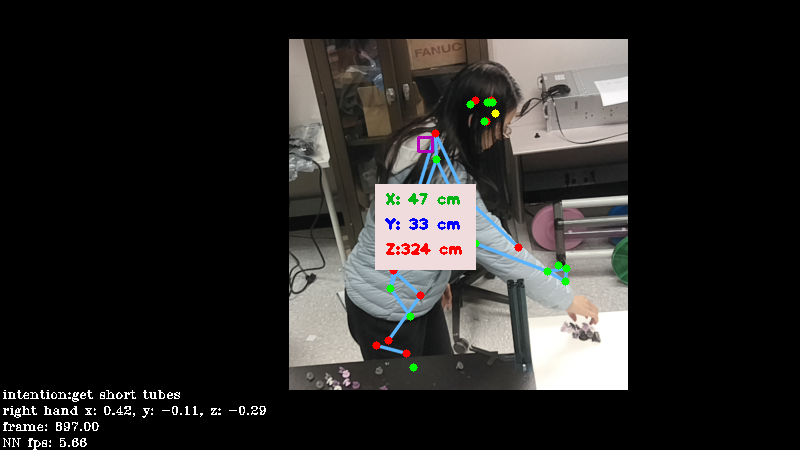 FANUC
X: 47 cm
Y: 33 cm
Z:324 cm
intention:get short tubes
right hand x: 0.42, y: -0.11, z: -0.29
frame: 897.00
NN fps: 5.66